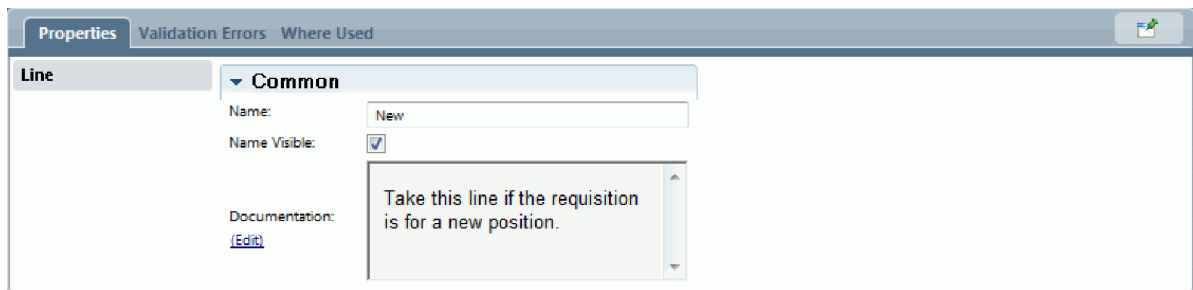 Properties Validation Errors Where Used
Line
Common
Name: New
Name Visible:
Take this line if the requisition
is for a new position.
Documentation:
(Edit)